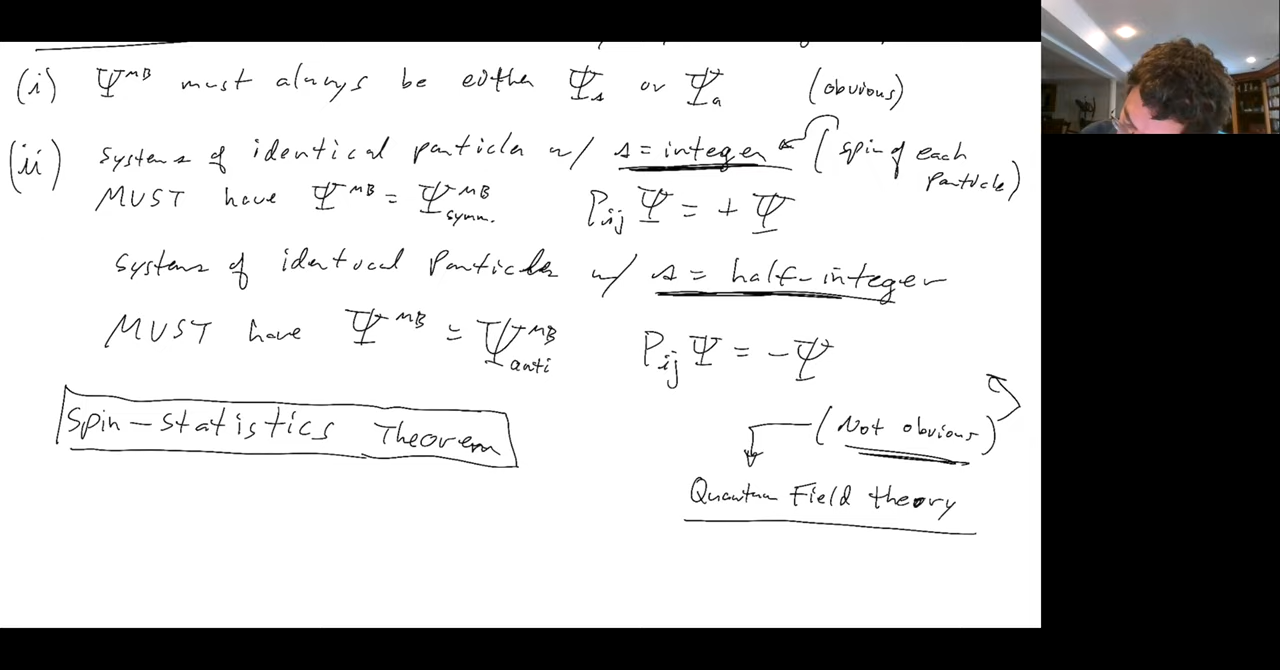 (i) Ψ^MB must always be either Ψ_s or Ψ_a (obvious)
(ii) systems of identical particles w/ s = integer (spin of each particle)
MUST have Ψ^MB = Ψ^MB_symm. P_ij Ψ = + Ψ
systems of identical particles w/ s = half-integer
MUST have Ψ^MB = Ψ^MB_anti P_ij Ψ = - Ψ
Spin-Statistics Theorem
(Not obvious)
Quantum Field theory